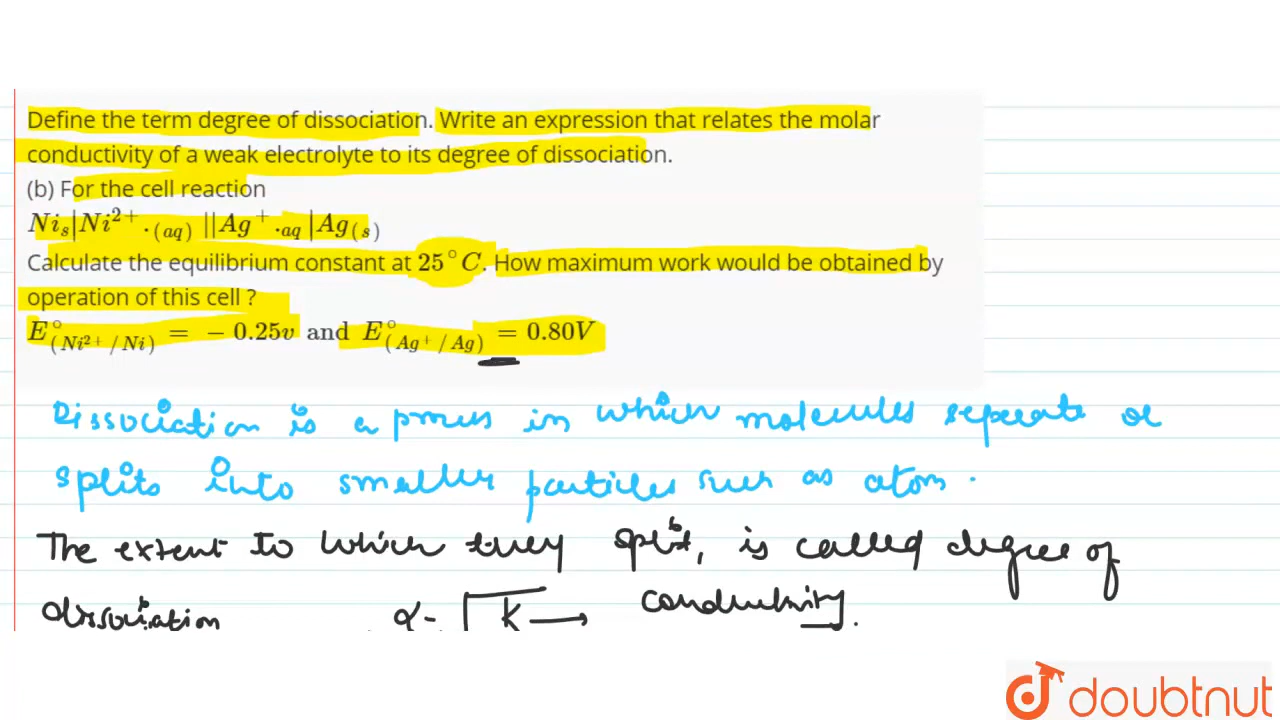 Define the term degree of dissociation. Write an expression that relates the molar
conductivity of a weak electrolyte to its degree of dissociation.
(b) For the cell reaction
Ni_s|Ni^{2+}·_(aq) ||Ag^+·_aq |Ag_(s)
Calculate the equilibrium constant at 25°C. How maximum work would be obtained by
operation of this cell ?
E°_(Ni^{2+}/Ni) = −0.25v and E°_(Ag^+/Ag) = 0.80V
Dissociation is a process in which molecules seperate or
splits into smaller particles such as atom.
The extent to which they split, is called degree of
dissociation α = √K → conductivity.
doubtnut